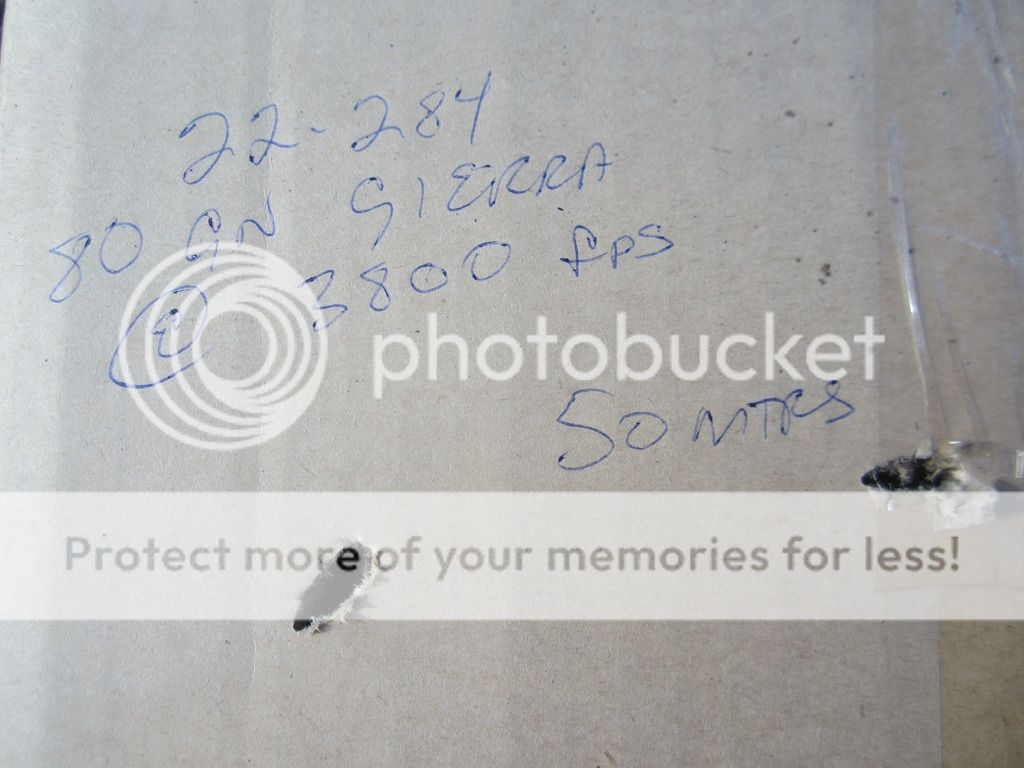 22-284
80 GN SIERRA
@ 3800 fps
photobucket
50 MTRS
Protect more of your memories for less!